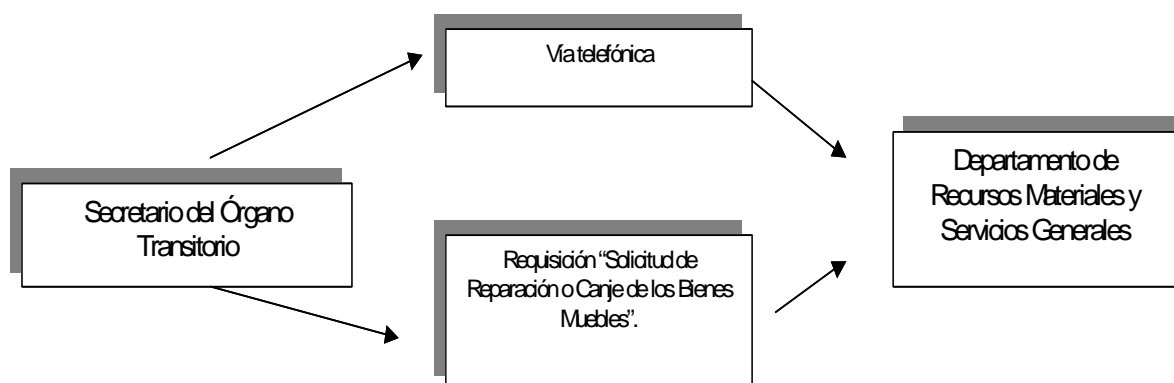 Vía telefónica
Departamento de
Recursos Materiales y
Servicios Generales
Secretario del Órgano
Transitorio
Requisición “Solicitud de
Reparación o Canje de los Bienes
Muebles”.